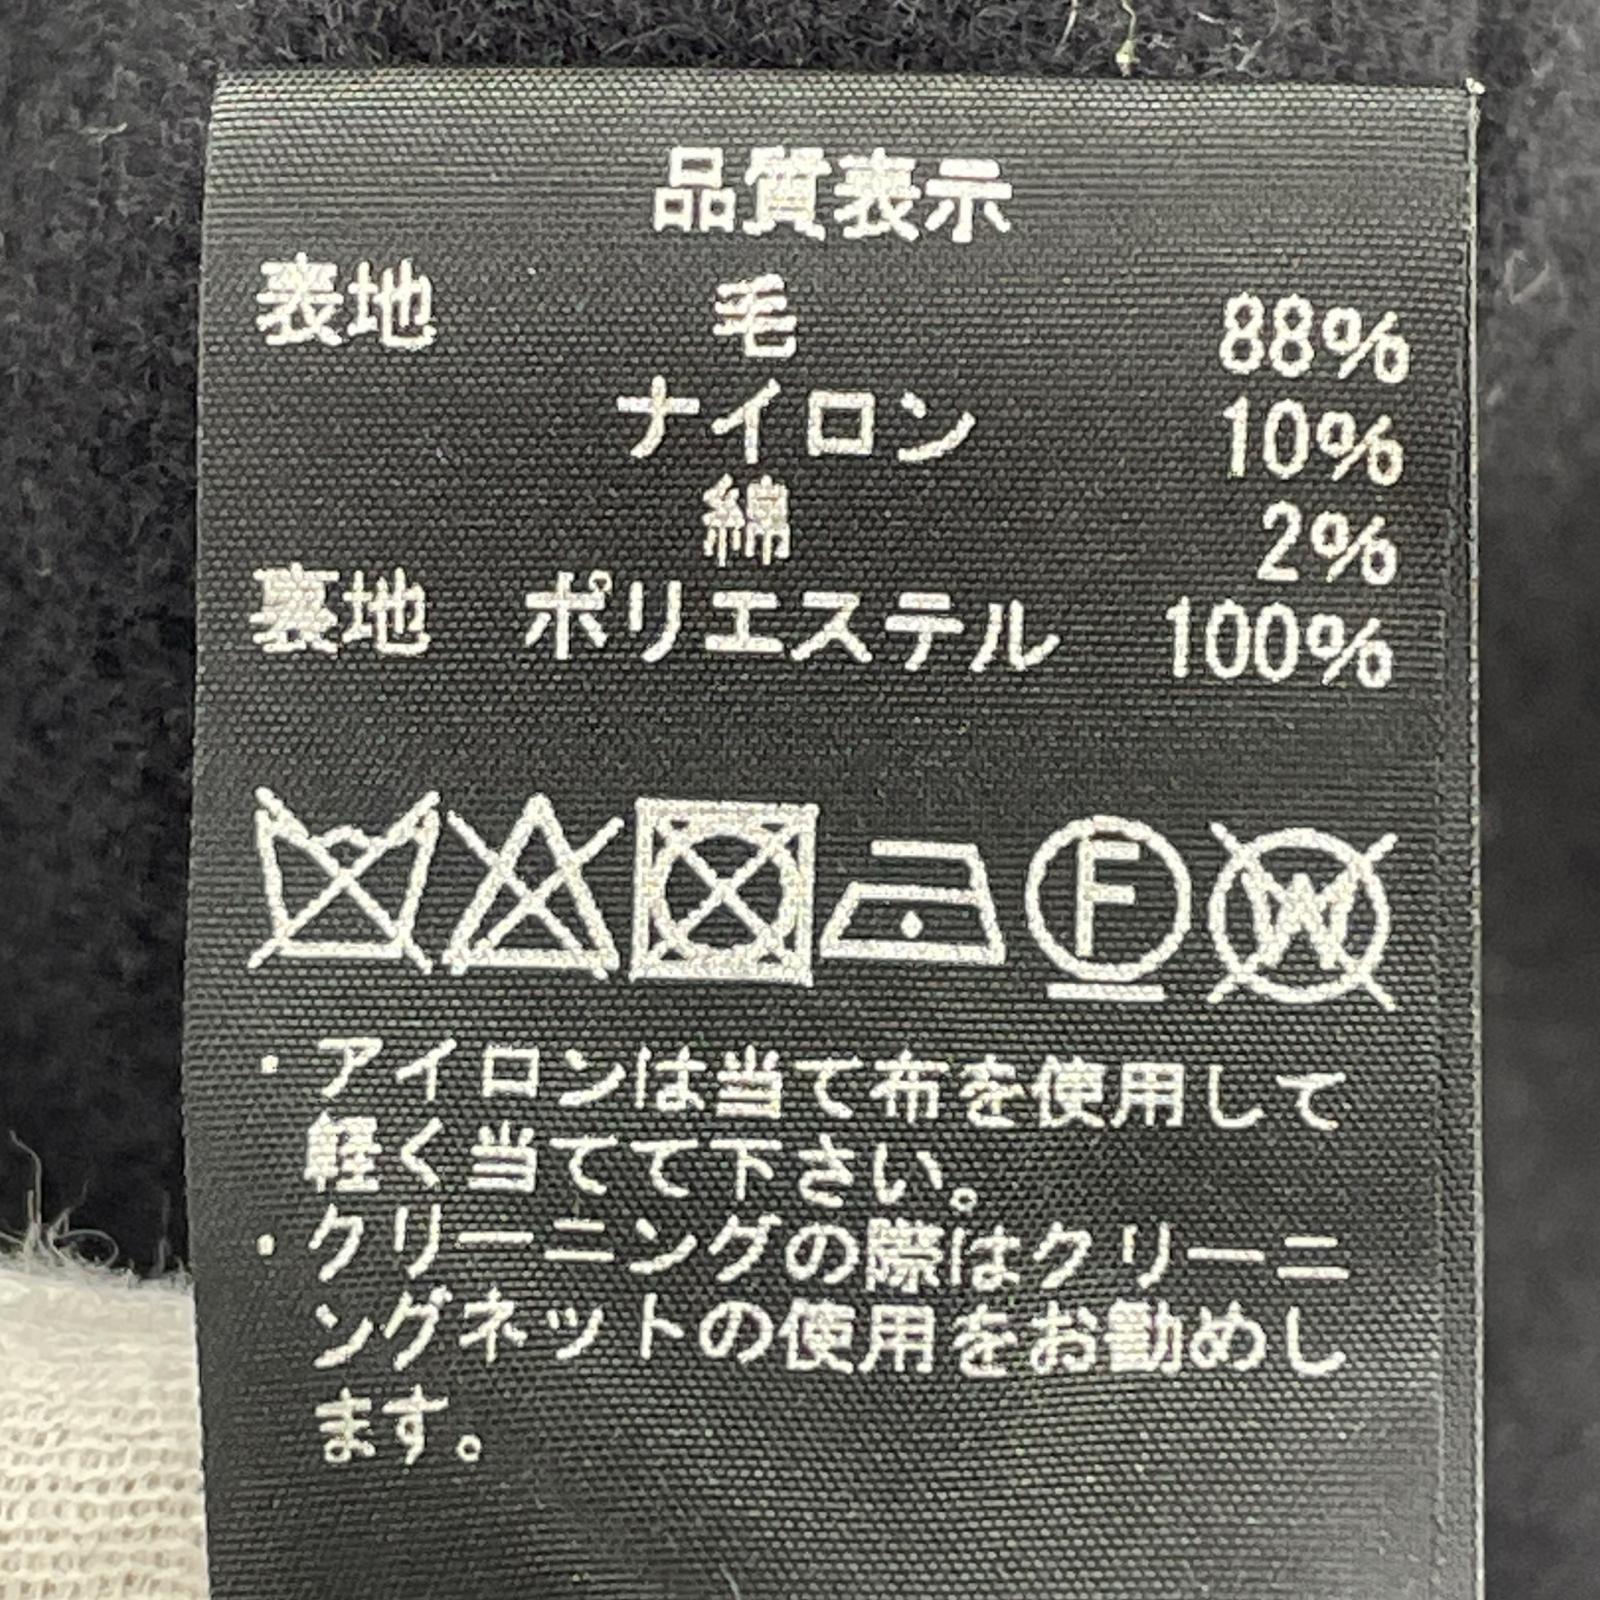 品質表示
表地 毛 88%
ナイロン 10%
綿 2%
裏地 ポリエステル 100%
F W
・アイロンは当て布を使用して
軽く当てて下さい。
・クリーニングの際はクリーニ
ングネットの使用をお勧めし
ます。